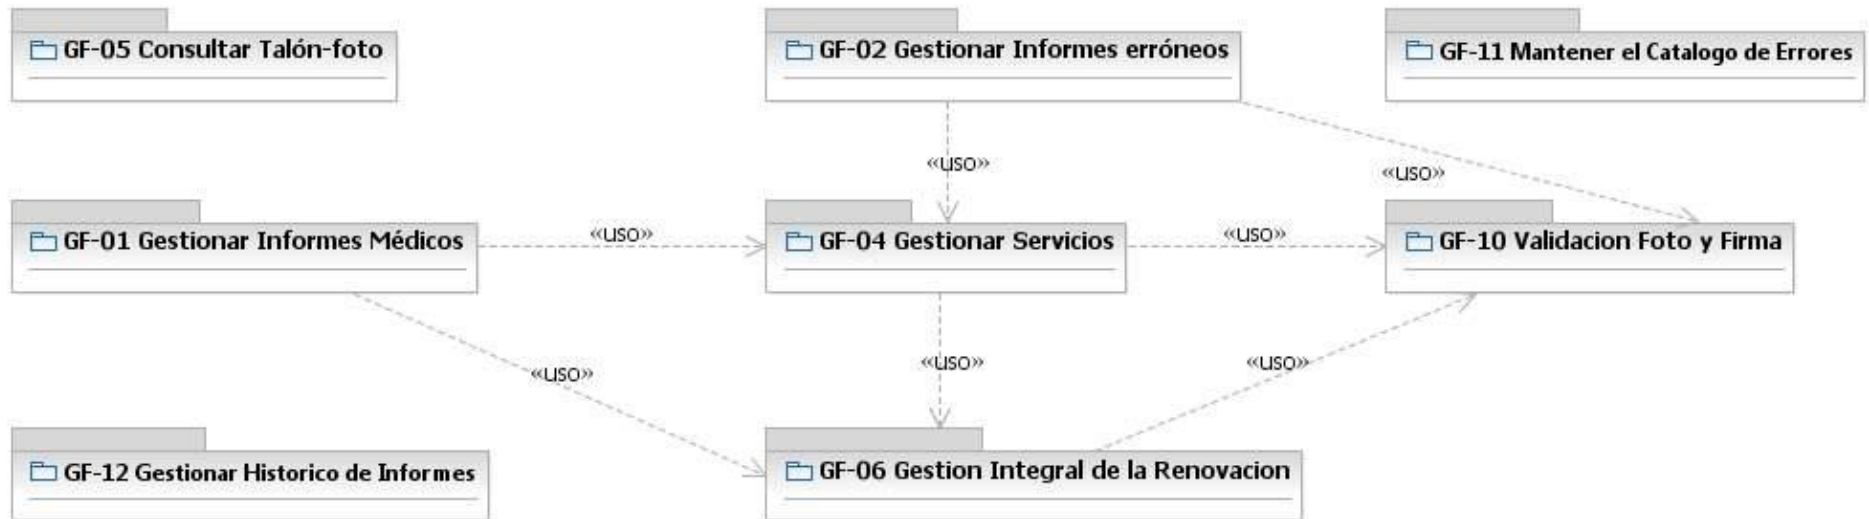 GF-05 Consultar Talón-foto
GF-02 Gestionar Informes erróneos
GF-11 Mantener el Catalogo de Errores
«uso»
«uso»
GF-01 Gestionar Informes Médicos
«uso»
GF-04 Gestionar Servicios
«uso»
GF-10 Validacion Foto y Firma
«uso»
«uso»
«uso»
GF-12 Gestionar Historico de Informes
GF-06 Gestion Integral de la Renovacion